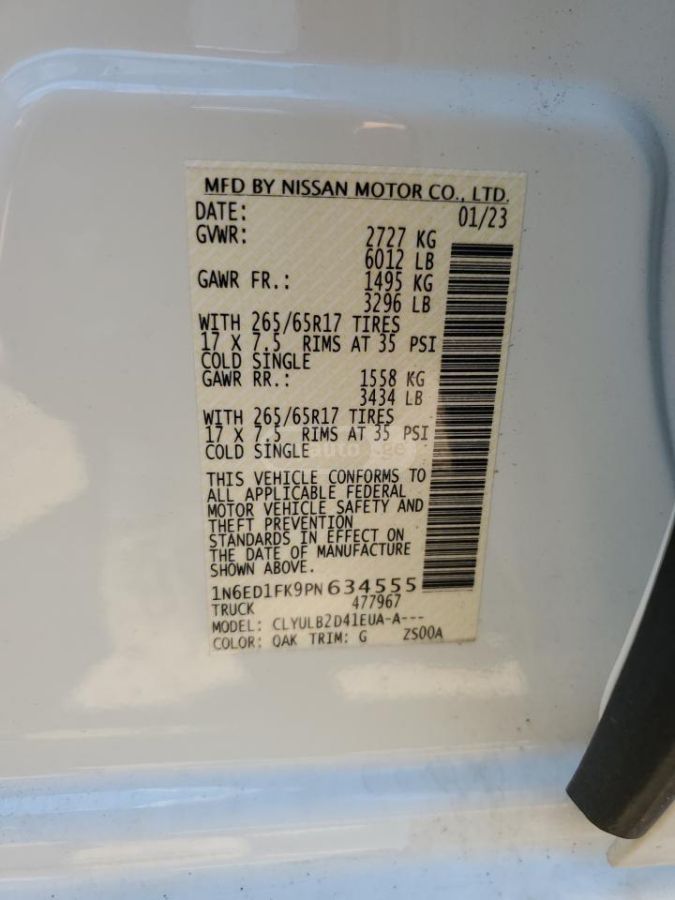 MFD BY NISSAN MOTOR CO., LTD.
DATE: 01/23
GVWR: 2727 KG
6012 LB
GAWR FR.: 1495 KG
3296 LB
WITH 265/65R17 TIRES
17 X 7.5 RIMS AT 35 PSI
COLD SINGLE
GAWR RR.: 1558 KG
3434 LB
WITH 265/65R17 TIRES
17 X 7.5 RIMS AT 35 PSI
COLD SINGLE
THIS VEHICLE CONFORMS TO
ALL APPLICABLE FEDERAL
MOTOR VEHICLE SAFETY AND
THEFT PREVENTION
STANDARDS IN EFFECT ON
THE DATE OF MANUFACTURE
SHOWN ABOVE.
1N6ED1FK9PN634555
TRUCK 477967
MODEL: CLYULB2D41EUA-A---
COLOR: QAK TRIM: G ZS00A